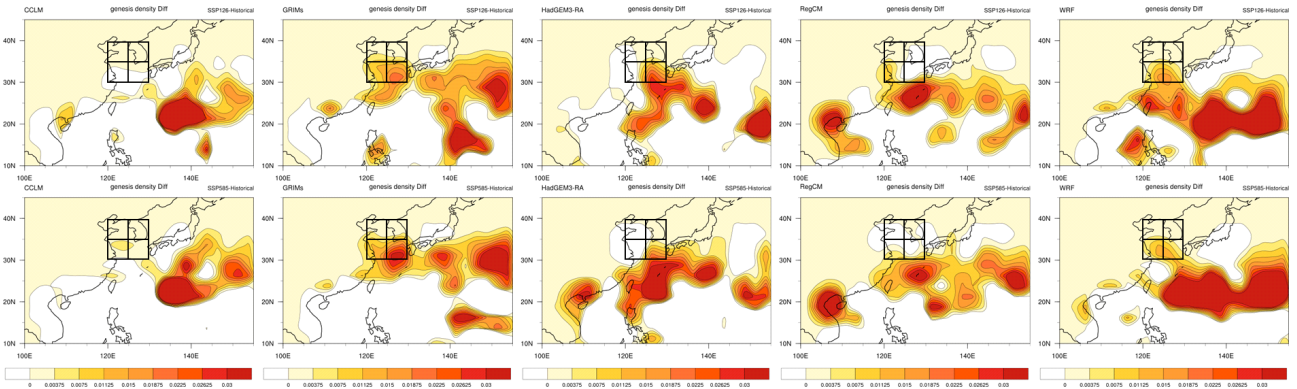 CCLM genesis density Diff SSP126-Historical
GRIMs genesis density Diff SSP126-Historical
HadGEM3-RA genesis density Diff SSP126-Historical
RegCM genesis density Diff SSP126-Historical
WRF genesis density Diff SSP126-Historical
40N 40N 40N 40N 40N
30N 30N 30N 30N 30N
20N 20N 20N 20N 20N
10N 10N 10N 10N 10N
100E 120E 140E 100E 120E 140E 100E 120E 140E 100E 120E 140E 100E 120E 140E
CCLM genesis density Diff SSP585-Historical
GRIMs genesis density Diff SSP585-Historical
HadGEM3-RA genesis density Diff SSP585-Historical
RegCM genesis density Diff SSP585-Historical
WRF genesis density Diff SSP585-Historical
40N 40N 40N 40N 40N
30N 30N 30N 30N 30N
20N 20N 20N 20N 20N
10N 10N 10N 10N 10N
100E 120E 140E 100E 120E 140E 100E 120E 140E 100E 120E 140E 100E 120E 140E
0 0.00375 0.0075 0.01125 0.015 0.01875 0.0225 0.02625 0.03
0 0.00375 0.0075 0.01125 0.015 0.01875 0.0225 0.02625 0.03
0 0.00375 0.0075 0.01125 0.015 0.01875 0.0225 0.02625 0.03
0 0.00375 0.0075 0.01125 0.015 0.01875 0.0225 0.02625 0.03
0 0.00375 0.0075 0.01125 0.015 0.01875 0.0225 0.02625 0.03